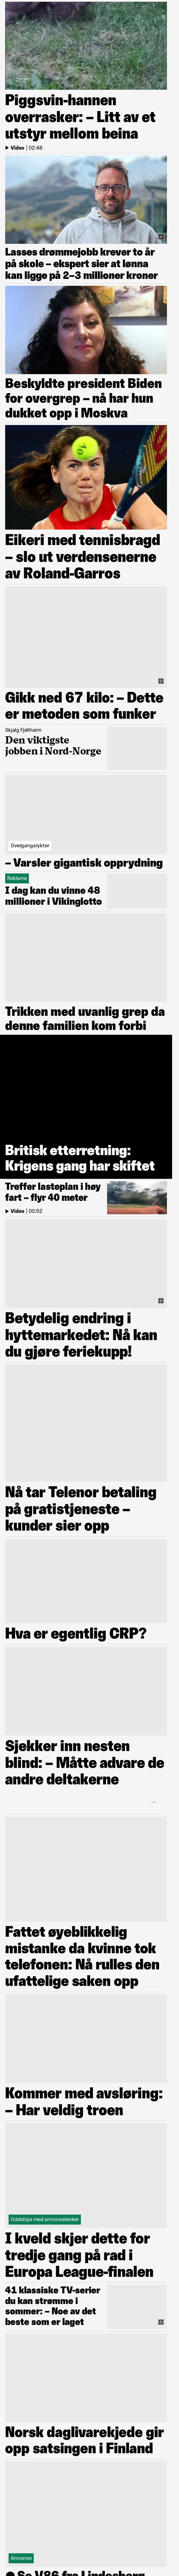 Piggsvin-hannen
overrasker: – Litt av et
utstyr mellom beina
Video | 02:48
Lasses drømmejobb krever to år
på skole – ekspert sier at lønna
kan ligge på 2–3 millioner kroner
Beskyldte president Biden
for overgrep – nå har hun
dukket opp i Moskva
Eikeri med tennisbragd
– slo ut verdensenerne
av Roland-Garros
Gikk ned 67 kilo: – Dette
er metoden som funker
Skjalg Fjellheim
Den viktigste
jobben i Nord-Norge
Overgangsrykter
– Varsler gigantisk opprydning
Reklame
I dag kan du vinne 48
millioner i Vikinglotto
Trikken med uvanlig grep da
denne familien kom forbi
Britisk etterretning:
Krigens gang har skiftet
Treffer lasteplan i høy
fart – flyr 40 meter
Video | 00:52
Betydelig endring i
hyttemarkedet: Nå kan
du gjøre feriekupp!
Nå tar Telenor betaling
på gratistjeneste –
kunder sier opp
Hva er egentlig CRP?
Sjekker inn nesten
blind: – Måtte advare de
andre deltakerne
Fattet øyeblikkelig
mistanke da kvinne tok
telefonen: Nå rulles den
ufattelige saken opp
Kommer med avsløring:
– Har veldig troen
Oddstips med annonselenker
I kveld skjer dette for
tredje gang på rad i
Europa League-finalen
41 klassiske TV-serier
du kan strømme i
sommer: – Noe av det
beste som er laget
Norsk daglivarekjede gir
opp satsingen i Finland
Annonse
Se V86 fra Lindesberg